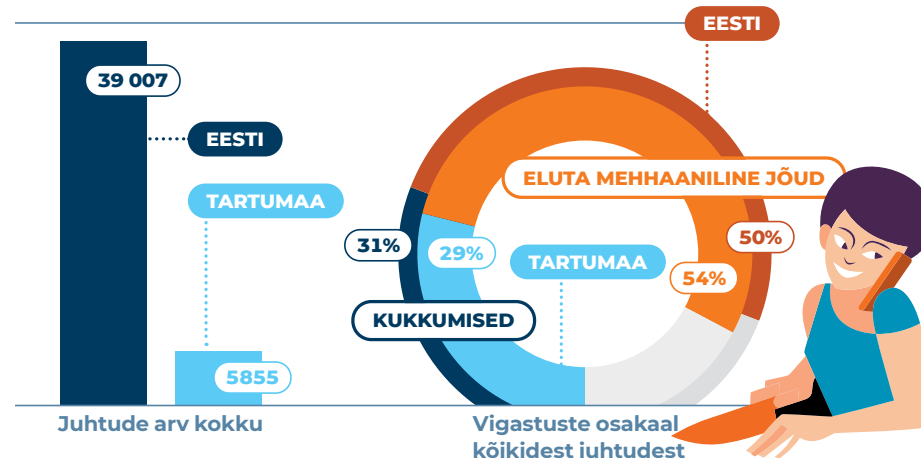 EESTI
39 007
EESTI
TARTUMAA
ELUTA MEHHAANILINE JÕUD
31%
29%
TARTUMAA
50%
54%
KUKKUMISED
5855
Juhtude arv kokku
Vigastuste osakaal
kõikidest juhtudest